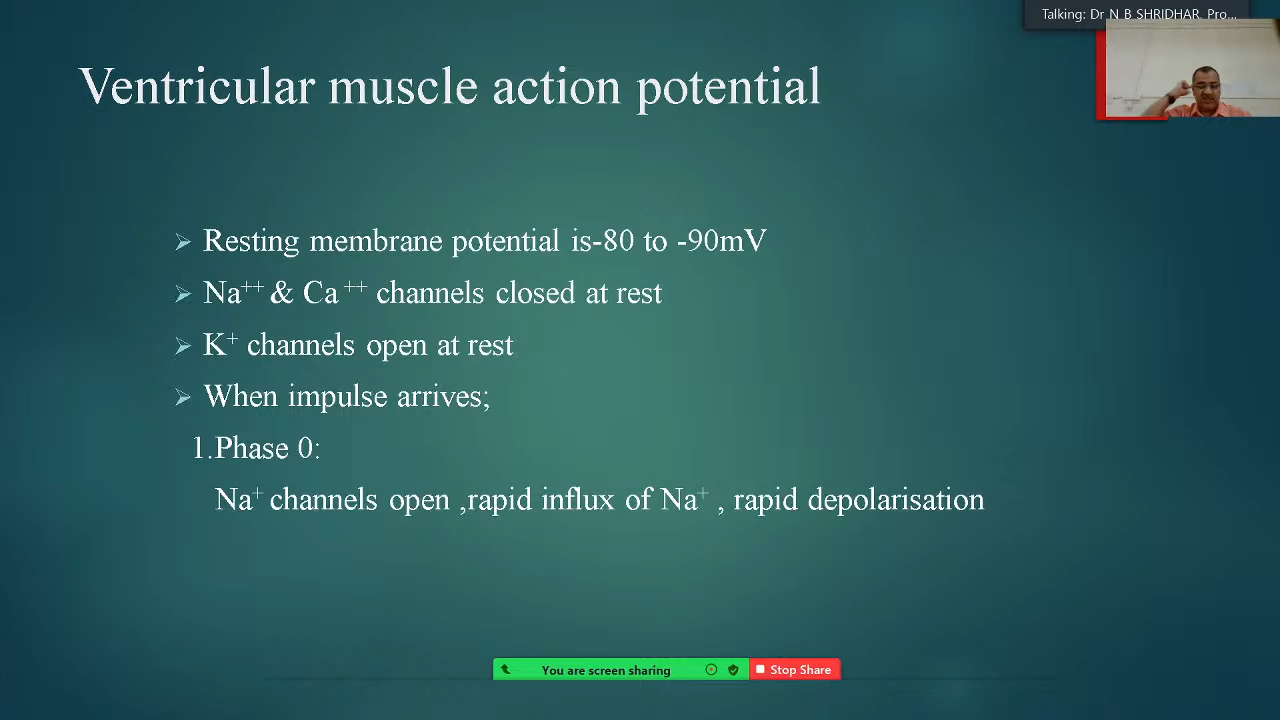 Talking: Dr N B SHRIDHAR, Pro...
Ventricular muscle action potential
➢ Resting membrane potential is-80 to -90mV
➢ Na⁺⁺ & Ca ⁺⁺ channels closed at rest
➢ K⁺ channels open at rest
➢ When impulse arrives;
1.Phase 0:
Na⁺ channels open ,rapid influx of Na⁺ , rapid depolarisation
You are screen sharing
Stop Share